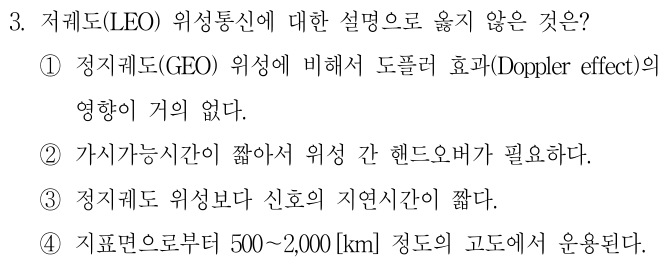 3. 저궤도(LEO) 위성통신에 대한 설명으로 옳지 않은 것은?
① 정지궤도(GEO) 위성에 비해서 도플러 효과(Doppler effect)의
영향이 거의 없다.
② 가시가능시간이 짧아서 위성 간 핸드오버가 필요하다.
③ 정지궤도 위성보다 신호의 지연시간이 짧다.
④ 지표면으로부터 500~2,000 [km] 정도의 고도에서 운용된다.